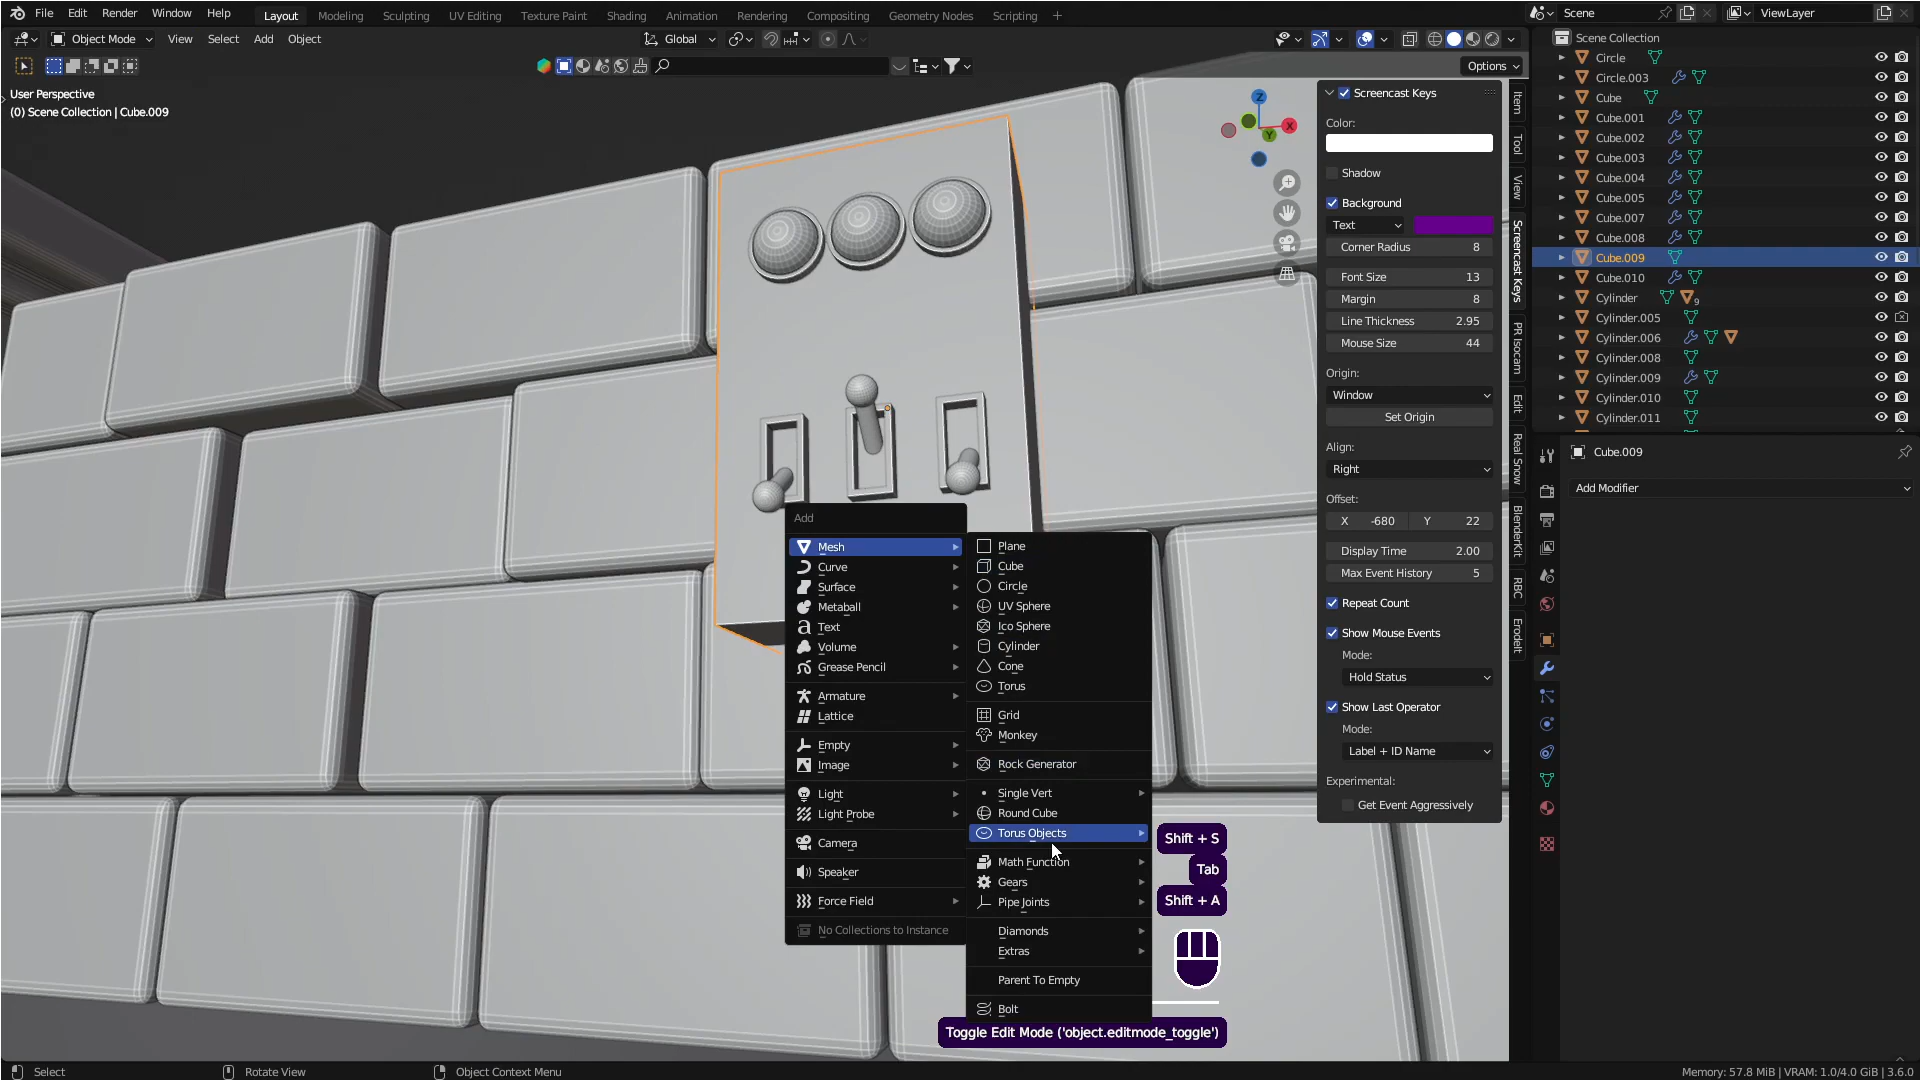 File Edit Render Window Help
Layout Modeling Sculpting UV Editing Texture Paint Shading Animation Rendering Compositing Geometry Nodes Scripting
Scene
ViewLayer
Object Mode View Select Add Object
Global
Options
User Perspective
(0) Scene Collection | Cube.009
Z
X
Y
Screencast Keys
Color:
Shadow
Background
Text
Corner Radius 8
Font Size 13
Margin 8
Line Thickness 2.95
Mouse Size 44
Origin:
Window
Set Origin
Align:
Right
Offset:
X -680 Y 22
Display Time 2.00
Max Event History 5
Repeat Count
Show Mouse Events
Mode:
Hold Status
Show Last Operator
Mode:
Label + ID Name
Experimental:
Get Event Aggressively
Item
Tool
View
Screencast Keys
PR Isocam
Edit
Real Snow
BlenderKit
RBC
Erodelt
Scene Collection
Circle
Circle.003
Cube
Cube.001
Cube.002
Cube.003
Cube.004
Cube.005
Cube.007
Cube.008
Cube.009
Cube.010
Cylinder 9
Cylinder.005
Cylinder.006
Cylinder.008
Cylinder.009
Cylinder.010
Cylinder.011
Cube.009
Add Modifier
Add
Mesh
Curve
Surface
Metaball
Text
Volume
Grease Pencil
Armature
Lattice
Empty
Image
Light
Light Probe
Camera
Speaker
Force Field
No Collections to Instance
Plane
Cube
Circle
UV Sphere
Ico Sphere
Cylinder
Cone
Torus
Grid
Monkey
Rock Generator
Single Vert
Round Cube
Torus Objects
Math Function
Gears
Pipe Joints
Diamonds
Extras
Parent To Empty
Bolt
Shift + S
Tab
Shift + A
Toggle Edit Mode ('object.editmode_toggle')
Select Rotate View Object Context Menu
Memory: 57.8 MiB | VRAM: 1.0/4.0 GiB | 3.6.0